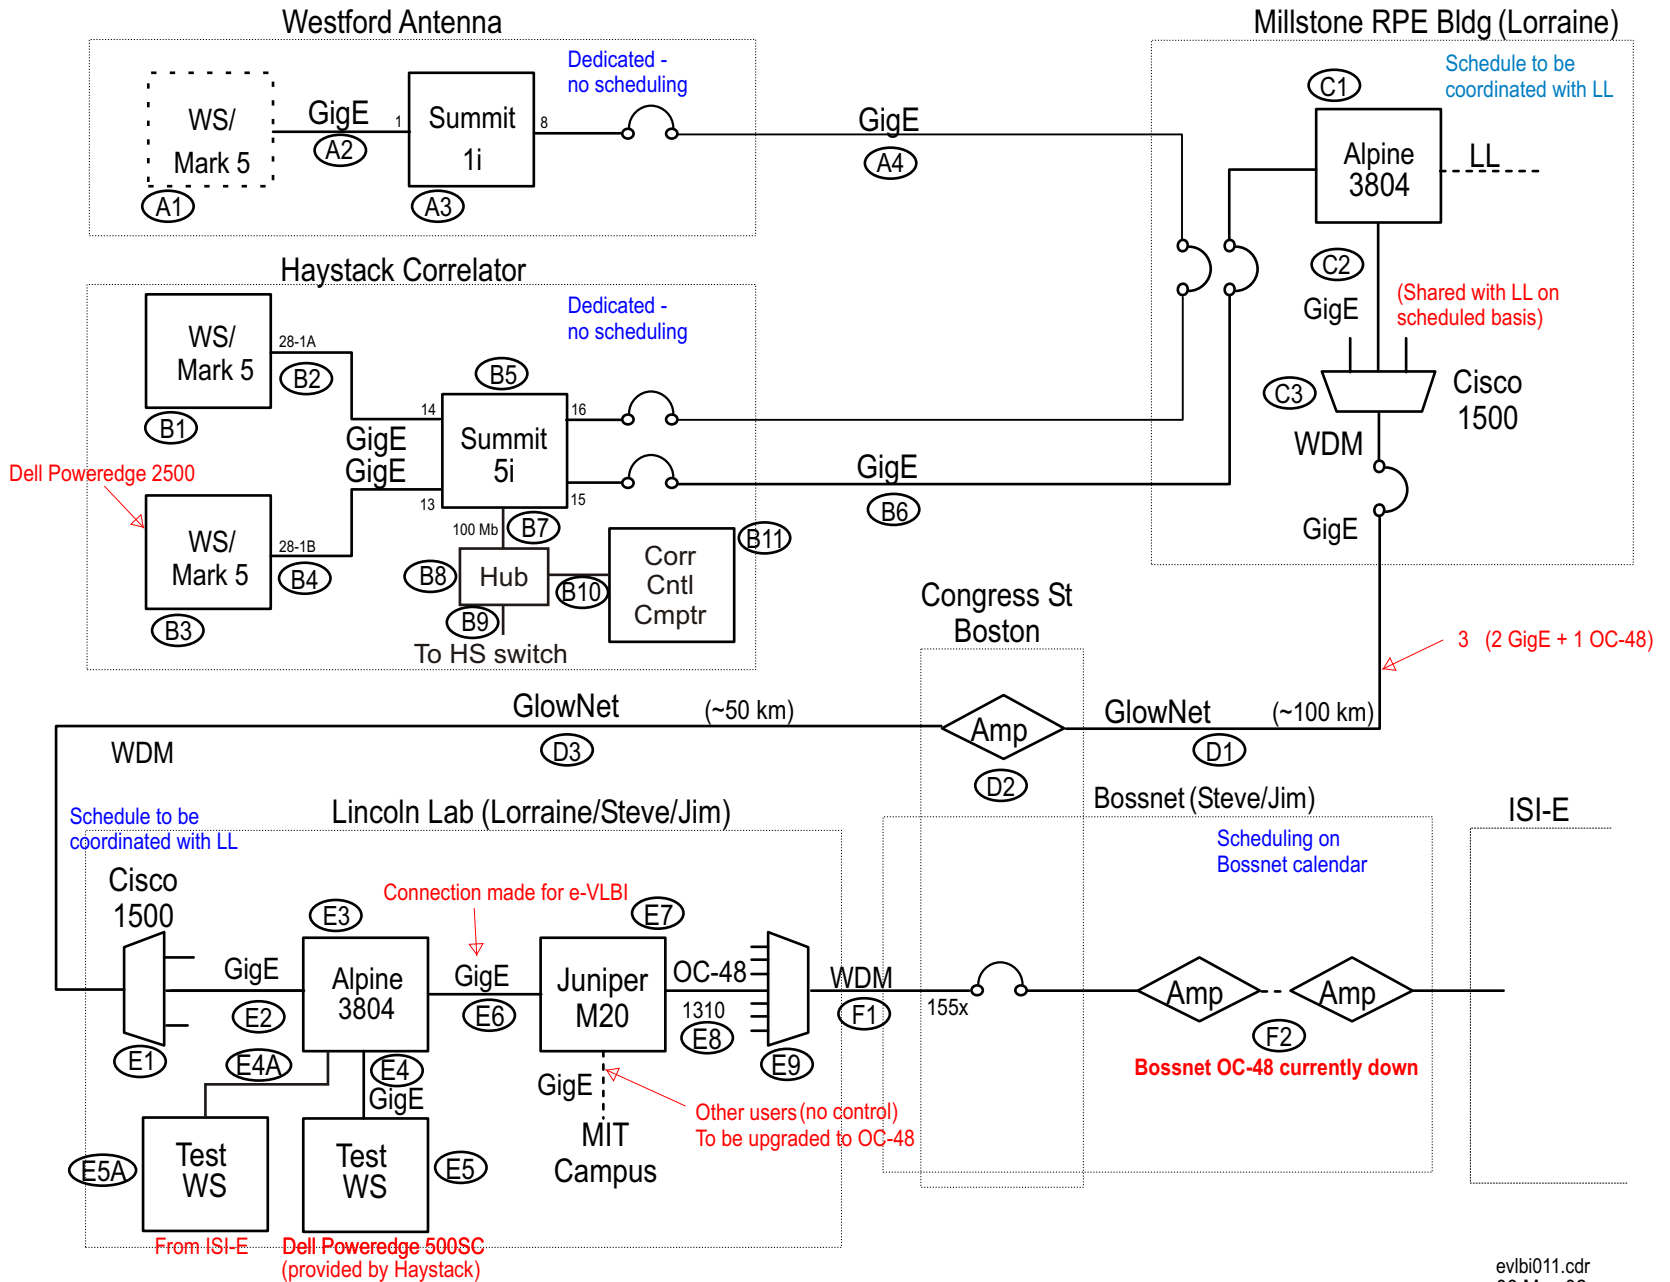 Westford Antenna
Dedicated -
no scheduling
WS/
Mark 5
A1
GigE
A2
1
Summit
1i
8
A3
GigE
A4
Millstone RPE Bldg (Lorraine)
Schedule to be
coordinated with LL
C1
Alpine
3804
LL
C2
GigE
(Shared with LL on
scheduled basis)
C3
Cisco
1500
WDM
GigE
Haystack Correlator
Dedicated -
no scheduling
WS/
Mark 5
28-1A
B2
B1
B5
14
GigE
GigE
13
Summit
5i
16
15
GigE
B6
Dell Poweredge 2500
WS/
Mark 5
28-1B
B4
B3
100 Mb
B7
B8
Hub
B10
B9
Corr
Cntl
Cmptr
B11
To HS switch
Congress St
Boston
3 (2 GigE + 1 OC-48)
GlowNet
(~50 km)
D3
Amp
D2
GlowNet
(~100 km)
D1
WDM
Schedule to be
coordinated with LL
Lincoln Lab (Lorraine/Steve/Jim)
Bossnet (Steve/Jim)
ISI-E
Scheduling on
Bossnet calendar
Cisco
1500
E1
GigE
E2
E3
Alpine
3804
Connection made for e-VLBI
GigE
E6
E7
Juniper
M20
OC-48
1310
E8
E9
WDM
F1
155x
Amp
Amp
F2
Bossnet OC-48 currently down
E4A
E4
GigE
GigE
Other users (no control)
To be upgraded to OC-48
MIT
Campus
Test
WS
E5A
Test
WS
E5
From ISI-E
Dell Poweredge 500SC
(provided by Haystack)
evlbi011.cdr